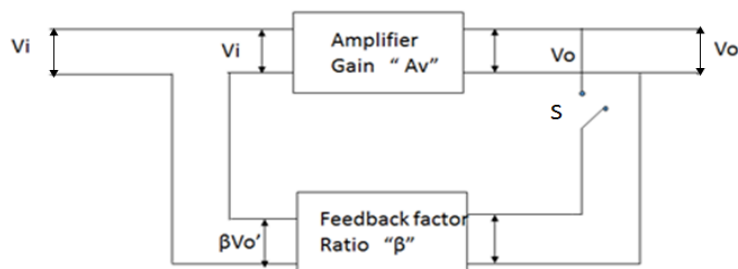 Vi
Vi
Amplifier
Gain “ Av”
Vo
Vo
S
βVo’
Feedback factor
Ratio “β”